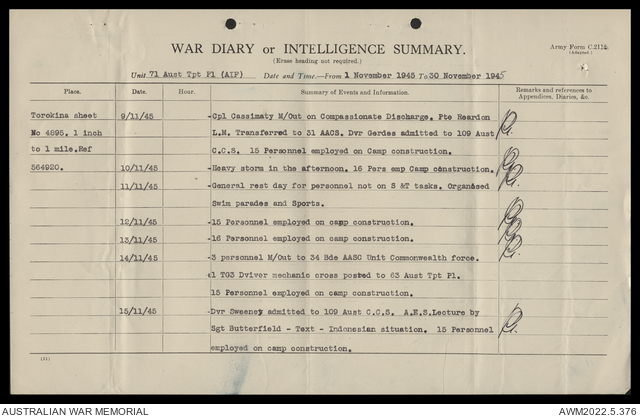 WAR DIARY or INTELLIGENCE SUMMARY.
Army Form C.2118.
(Adapted.)
(Erase heading not required.)
Unit 71 Aust Tpt Pl (AIF) Date and Time.—From 1 November 1945 To 30 November 1945
Place. Date. Hour. Summary of Events and Information. Remarks and references to
Appendices, Diaries, &c.
Torokina sheet 9/11/45 -Cpl Cassimaty M/Out on Compassionate Discharge. Pte Reardon
No 4895. 1 inch L.N. Transferred to 31 AACS. Dvr Gerdes admitted to 109 Aust
to 1 mile.Ref C.C.S. 15 Personnel employed on Camp construction.
564920. 10/11/45 -Heavy storm in the afternoon. 16 Pers emp Camp construction.
11/11/45 -General rest day for personnel not on S &T tasks. Organised
Swim parades and Sports.
12/11/45 -15 Personnel employed on camp construction.
13/11/45 -16 Personnel employed on camp construction.
14/11/45 -3 personnel M/Out to 34 Bde AASC Unit Commonwealth force.
1 TG3 Dviver mechanic cross posted to 63 Aust Tpt Pl.
15 Personnel employed on camp construction.
15/11/45 -Dvr Sweeney admitted to 109 Aust C.C.S. A.E.S.Lecture by
Sgt Butterfield - Text - Indonesian situation. 15 Personnel
employed on camp construction.
AUSTRALIAN WAR MEMORIAL AWM2022.5.376